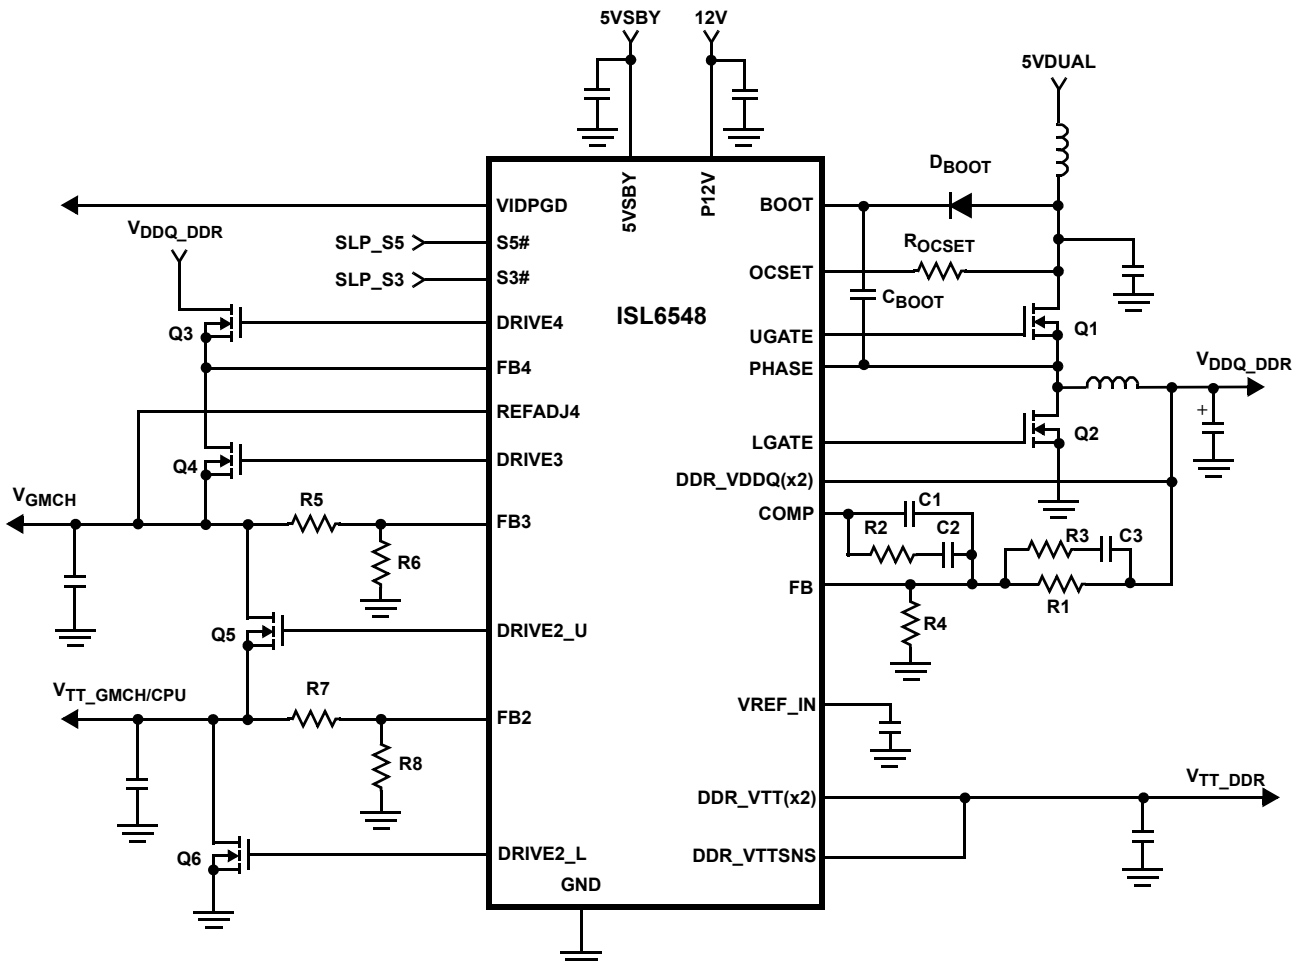 5VSBY 12V
5VDUAL
DBOOT
VIDPGD 5VSBY P12V BOOT
VDDQ_DDR
SLP_S5 S5#
ROCSET
SLP_S3 S3# OCSET
CBOOT
ISL6548
Q3 DRIVE4 UGATE Q1
FB4 PHASE VDDQ_DDR
REFADJ4 +
Q4 DRIVE3 LGATE Q2
DDR_VDDQ(x2)
VGMCH R5 FB3 COMP C1
R2 C2 R3 C3
R6 FB R1
Q5 DRIVE2_U R4
VTT_GMCH/CPU R7 FB2 VREF_IN
R8 DDR_VTT(x2) VTT_DDR
Q6 DRIVE2_L DDR_VTTSNS
GND